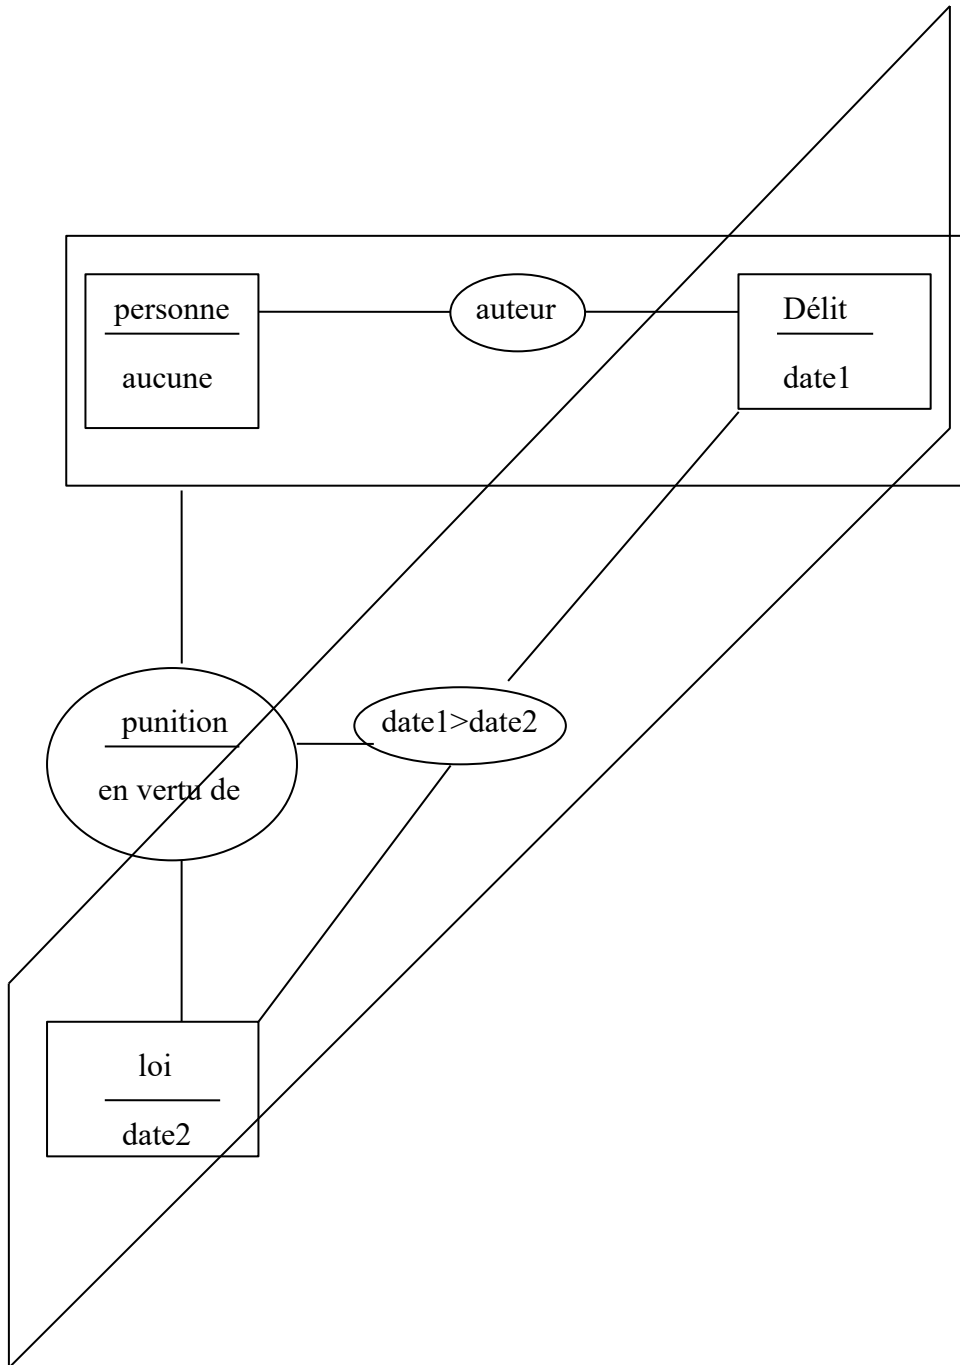 personne
auteur
Délit
aucune
date1
punition
date1>date2
en vertu de
loi
date2